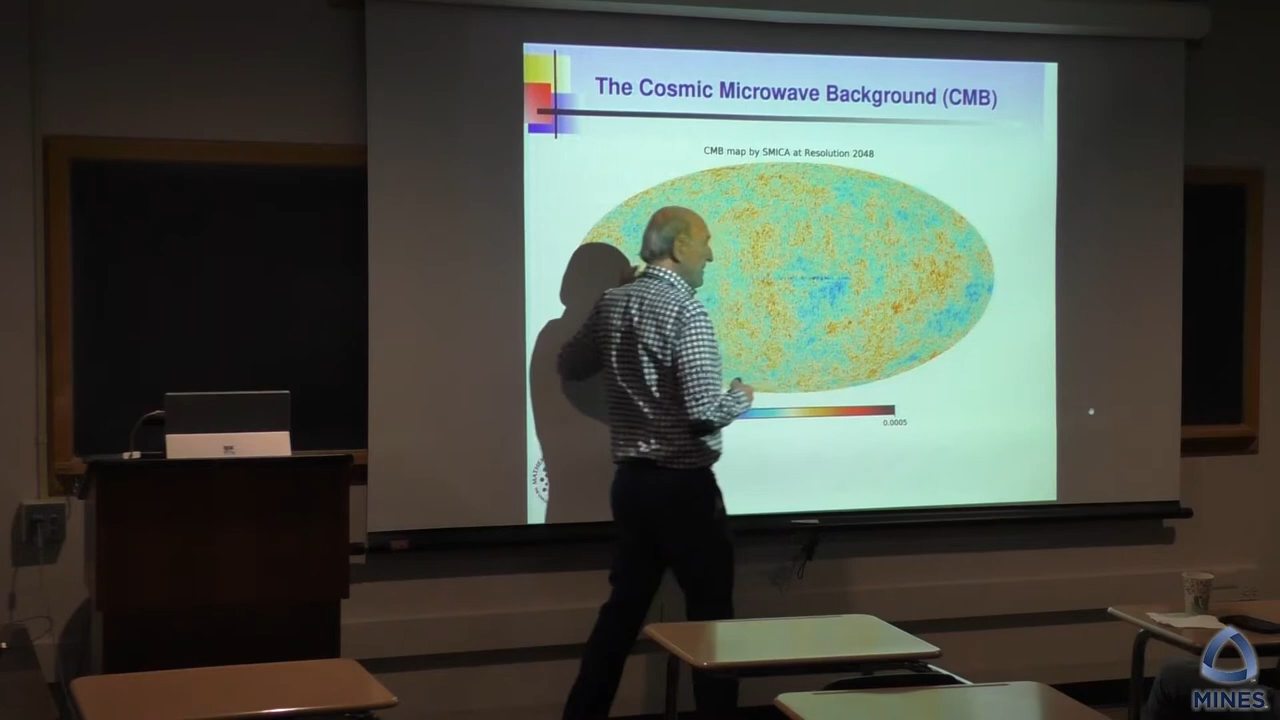 The Cosmic Microwave Background (CMB)
CMB map by SMICA at Resolution 2048
0.0005
MINES